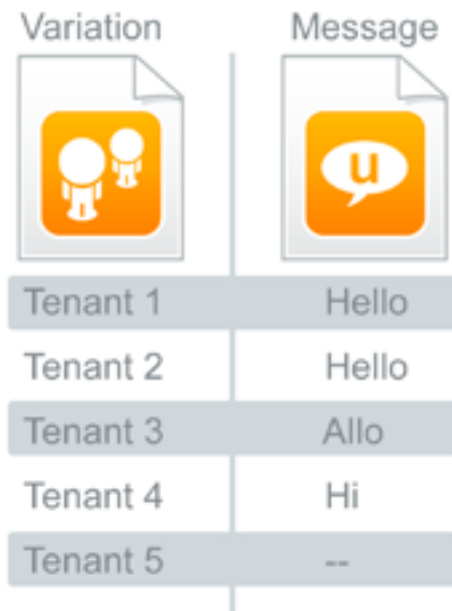 Variation Message
u
Tenant 1 Hello
Tenant 2 Hello
Tenant 3 Allo
Tenant 4 Hi
Tenant 5 --